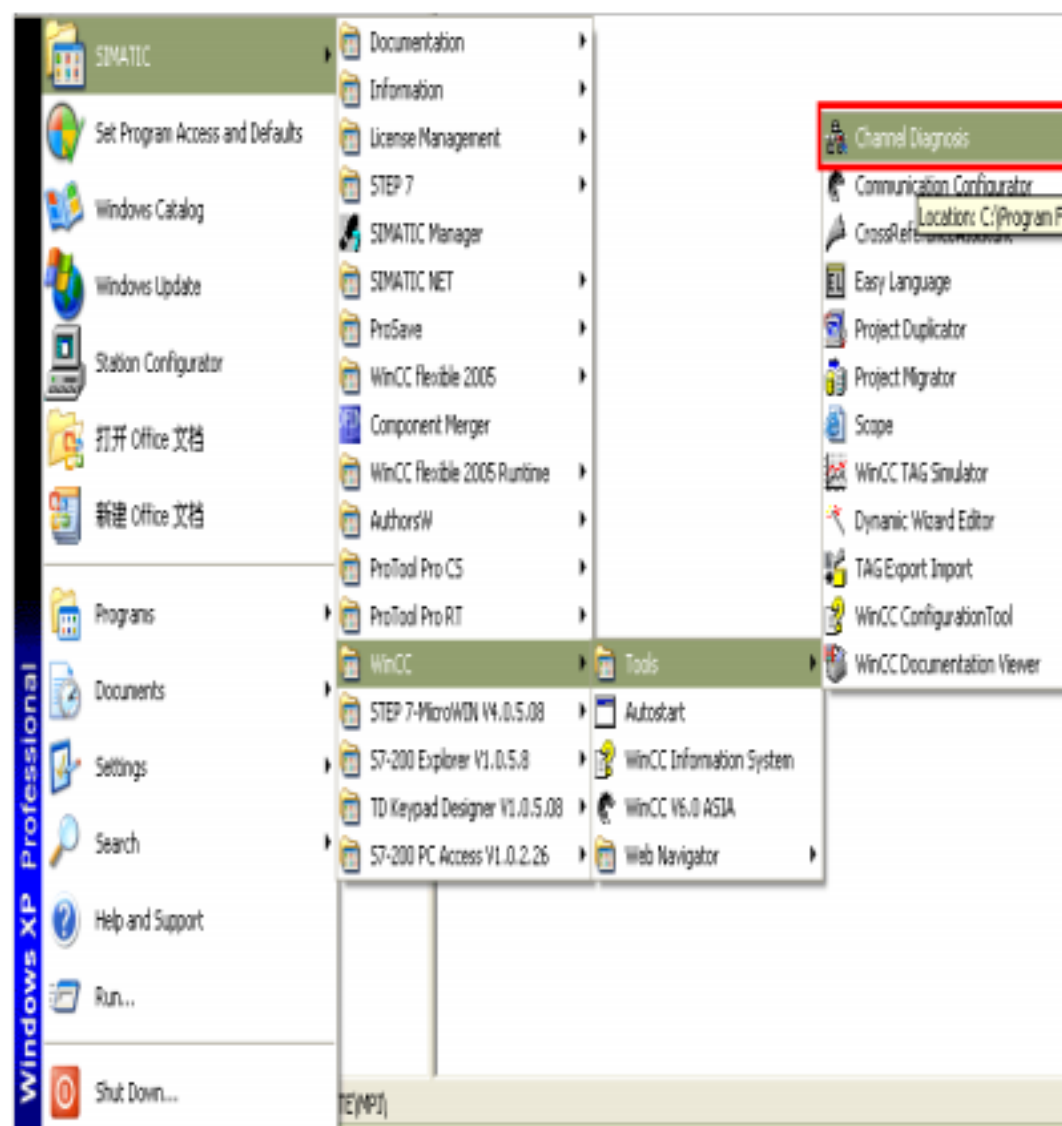 SIMATIC
Set Program Access and Defaults
Windows Catalog
Windows Update
Station Configurator
打开 Office 文档
新建 Office 文档
Programs
Documents
Settings
Search
Help and Support
Run...
Shut Down...
Windows XP Professional
Documentation
Information
License Management
STEP 7
SIMATIC Manager
SIMATIC NET
ProSave
WinCC flexible 2005
Component Merger
WinCC flexible 2005 Runtime
AuthorsW
ProTool Pro CS
ProTool Pro RT
WinCC
STEP 7-MicroWIN V4.0.5.08
S7-200 Explorer V1.0.5.8
TD Keypad Designer V1.0.5.08
S7-200 PC Access V1.0.2.26
Tools
Autostart
WinCC Information System
WinCC V6.0 ASIA
Web Navigator
Channel Diagnosis
Communication Configurator
Location: C:\Program F
Easy Language
Project Duplicator
Project Migrator
Scope
WinCC TAG Simulator
Dynamic Wizard Editor
TAG Export Import
WinCC ConfigurationTool
WinCC Documentation Viewer
TE\MPI\